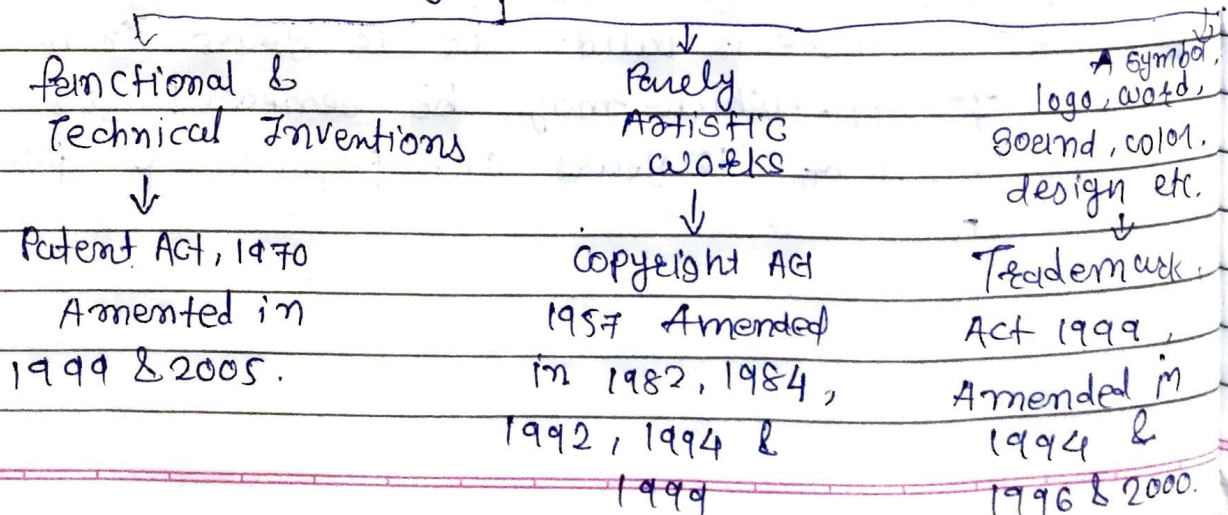 functional &
Technical Inventions
Patent Act, 1970
Amented in
1999 & 2005.
Purely
Artistic
works
Copyright Act
1957 Amended
in 1982, 1984,
1992, 1994 &
1999
A symbol,
logo, word,
sound, color.
design etc.
Trademark
Act 1999,
Amended in
1994 &
1996 & 2000.